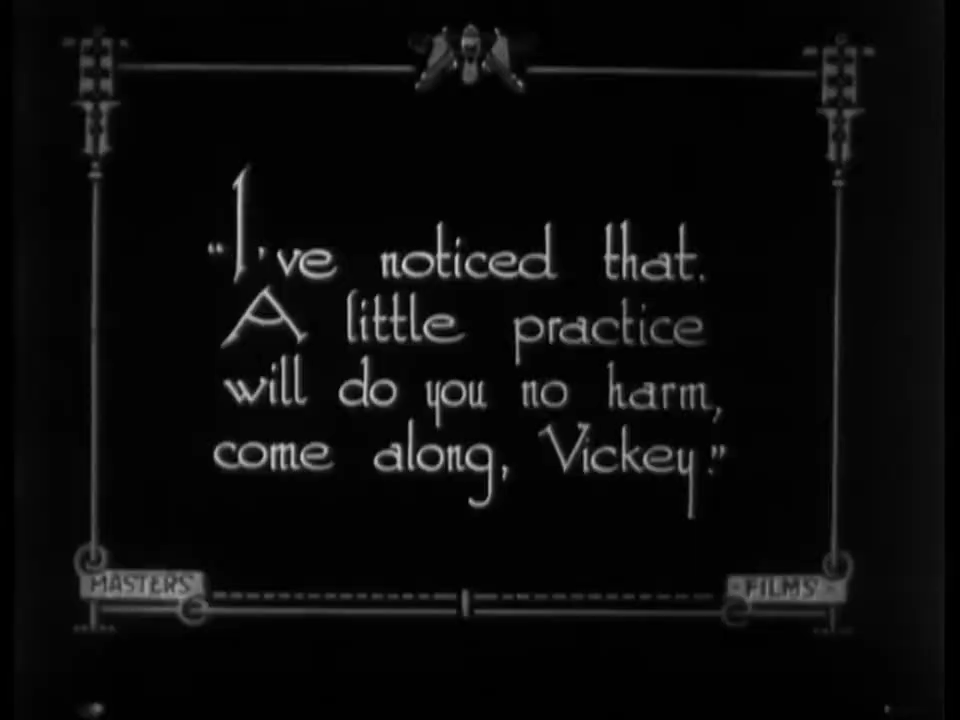 “I've noticed that.
A little practice
will do you no harm,
come along, Vickey.”
MASTERS
FILMS